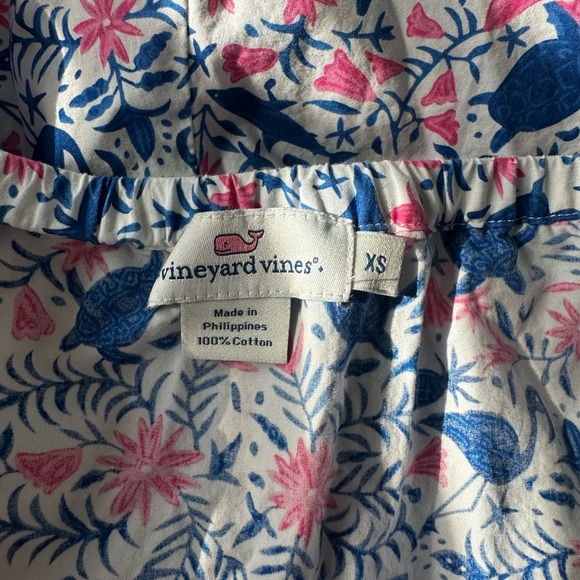 vineyard vines®
XS
Made in
Philippines
100% Cotton